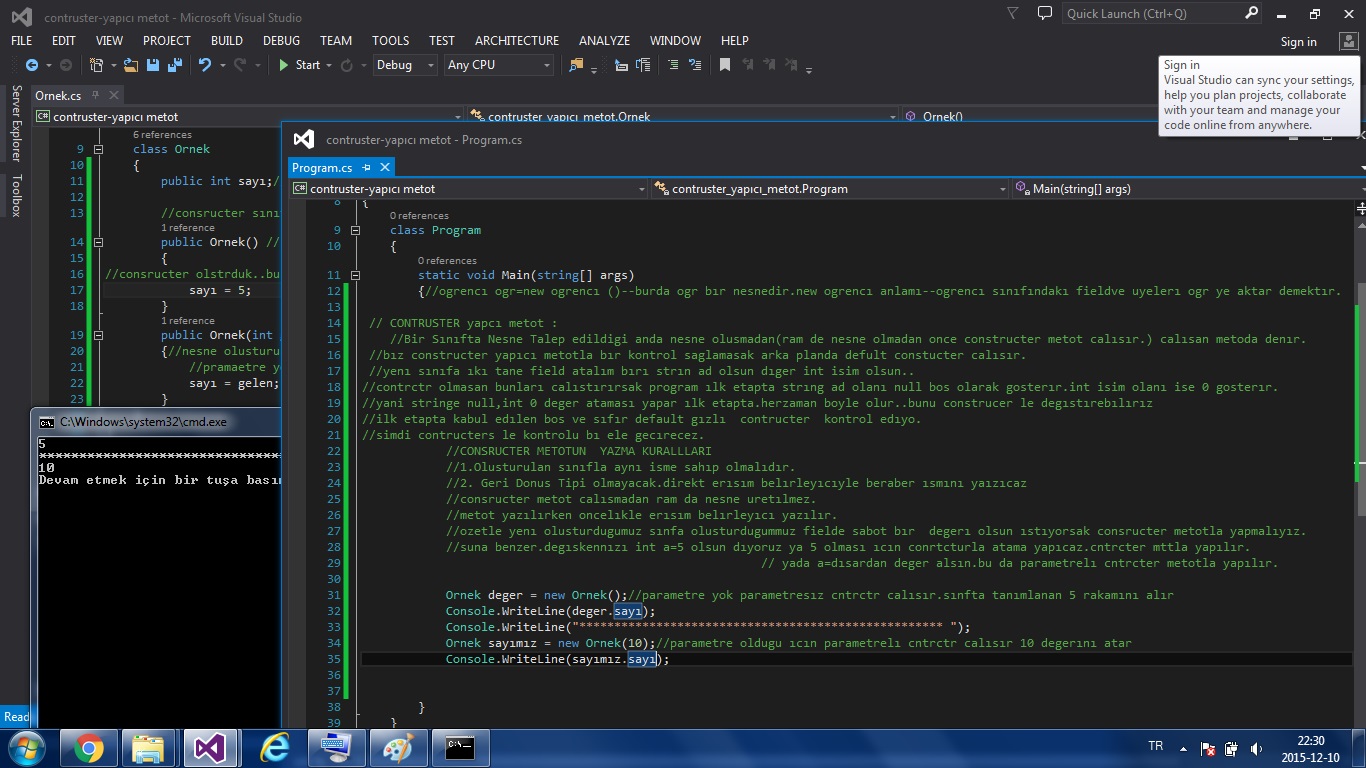 contruster-yapıcı metot - Microsoft Visual Studio
Quick Launch (Ctrl+Q)
FILE EDIT VIEW PROJECT BUILD DEBUG TEAM TOOLS TEST ARCHITECTURE ANALYZE WINDOW HELP
Sign in
Start Debug Any CPU
Sign in
Visual Studio can sync your settings,
help you plan projects, collaborate
with your team and manage your
code online from anywhere.
Server Explorer
Toolbox
Ornek.cs
contruster-yapıcı metot contruster_yapıcı_metot.Ornek Ornek()
6 references
9 class Ornek
10 {
11 public int sayı;/
12
13 //consructer sını
1 reference
14 public Ornek() //
15 {
16 //consructer olstrduk..bu
17 sayı = 5;
18 }
1 reference
19 public Ornek(int
20 {//nesne olusturu
21 //pramaetre y
22 sayı = gelen;
23 }
contruster-yapıcı metot - Program.cs
Program.cs
contruster-yapıcı metot contruster_yapıcı_metot.Program Main(string[] args)
8 {
0 references
9 class Program
10 {
0 references
11 static void Main(string[] args)
12 {//ogrencı ogr=new ogrencı ()--burda ogr bır nesnedir.new ogrencı anlamı--ogrencı sınıfındakı fieldve uyelerı ogr ye aktar demektır.
13
14 // CONTRUSTER yapcı metot :
15 //Bir Sınıfta Nesne Talep edildigi anda nesne olusmadan(ram de nesne olmadan once constructer metot calısır.) calısan metoda denır.
16 //bız constructer yapıcı metotla bır kontrol saglamasak arka planda defult constucter calısır.
17 //yenı sınıfa ıkı tane field atalım bırı strın ad olsun dıger int isim olsun..
18 //contrctr olmasan bunları calıstırırsak program ılk etapta strıng ad olanı null bos olarak gosterır.int isim olanı ise 0 gosterır.
19 //yani stringe null,int 0 deger ataması yapar ılk etapta.herzaman boyle olur..bunu construcer le degıstırebılırız
20 //ilk etapta kabul edılen bos ve sıfır default gızlı contructer kontrol edıyo.
21 //simdi contructers le kontrolu bı ele gecırecez.
22 //CONSRUCTER METOTUN YAZMA KURALLLARI
23 //1.Olusturulan sınıfla aynı isme sahıp olmalıdır.
24 //2. Geri Donus Tipi olmayacak.direkt erısım belırleyıcıyle beraber ısmını yaızıcaz
25 //consructer metot calısmadan ram da nesne uretılmez.
26 //metot yazılırken oncelıkle erısım belırleyıcı yazılır.
27 //ozetle yenı olusturdugumuz sınfa olusturdugummuz fielde sabot bır degerı olsun ıstıyorsak consructer metotla yapmalıyız.
28 //suna benzer.degıskennızı int a=5 olsun dıyoruz ya 5 olması ıcın conrtcturla atama yapıcaz.cntrcter mttla yapılır.
29 // yada a=dısardan deger alsın.bu da parametrelı cntrcter metotla yapılır.
30
31 Ornek deger = new Ornek();//parametre yok parametresız cntrctr calısır.sınfta tanımlanan 5 rakamını alır
32 Console.WriteLine(deger.sayı);
33 Console.WriteLine("**************************************************** ");
34 Ornek sayımız = new Ornek(10);//parametre oldugu ıcın parametrelı cntrctr calısır 10 degerını atar
35 Console.WriteLine(sayımız.sayı);
36
37
38 }
39 }
C:\Windows\system32\cmd.exe
5
*******************************
10
Devam etmek için bir tuşa basın
Read
TR
22:30
2015-12-10